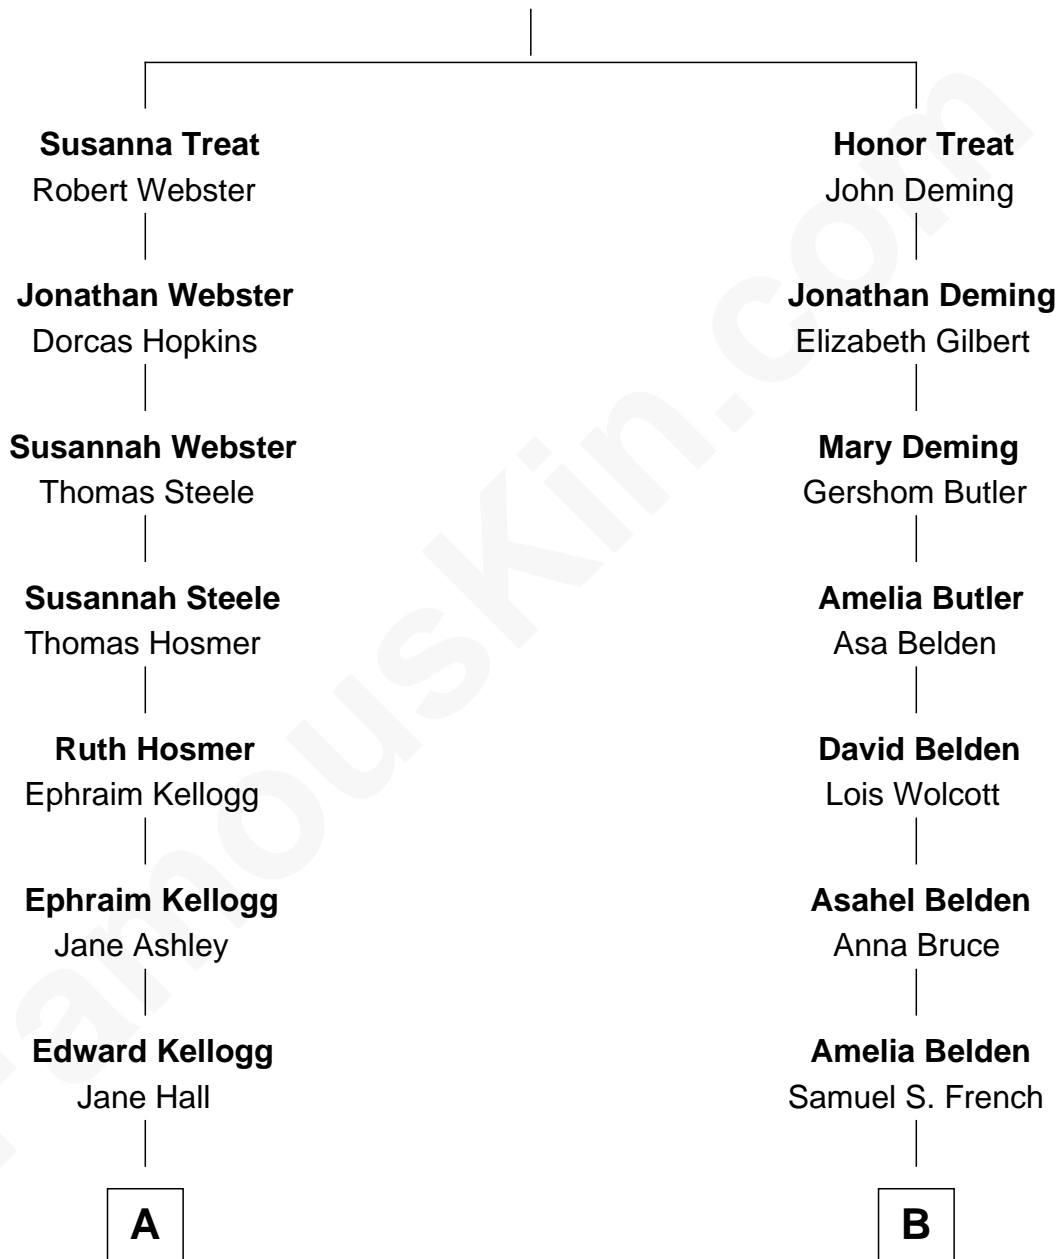 Susanna Treat
Robert Webster
Jonathan Webster
Dorcas Hopkins
Susannah Webster
Thomas Steele
Susannah Steele
Thomas Hosmer
Ruth Hosmer
Ephraim Kellogg
Ephraim Kellogg
Jane Ashley
Edward Kellogg
Jane Hall
A
Honor Treat
John Deming
Jonathan Deming
Elizabeth Gilbert
Mary Deming
Gershom Butler
Amelia Butler
Asa Belden
David Belden
Lois Wolcott
Asahel Belden
Anna Bruce
Amelia Belden
Samuel S. French
B
FamousKin.com